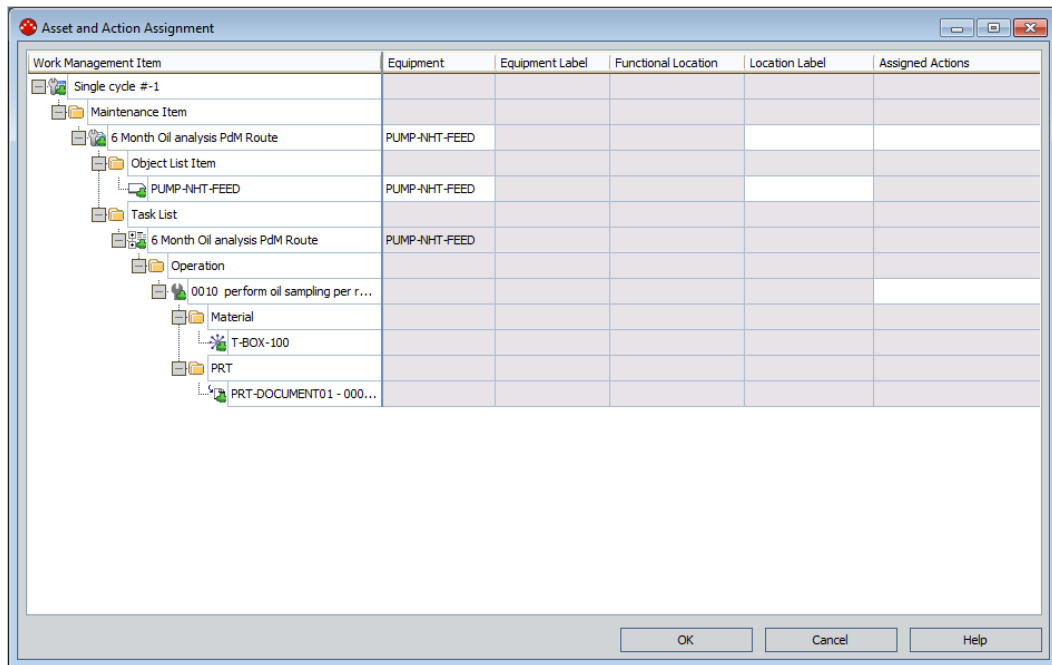 Asset and Action Assignment
Work Management Item Equipment Equipment Label Functional Location Location Label Assigned Actions
Single cycle #-1
Maintenance Item
6 Month Oil analysis PdM Route PUMP-NHT-FEED
Object List Item
PUMP-NHT-FEED PUMP-NHT-FEED
Task List
6 Month Oil analysis PdM Route PUMP-NHT-FEED
Operation
0010 perform oil sampling per r...
Material
T-BOX-100
PRT
PRT-DOCUMENT01 - 000...
OK Cancel Help